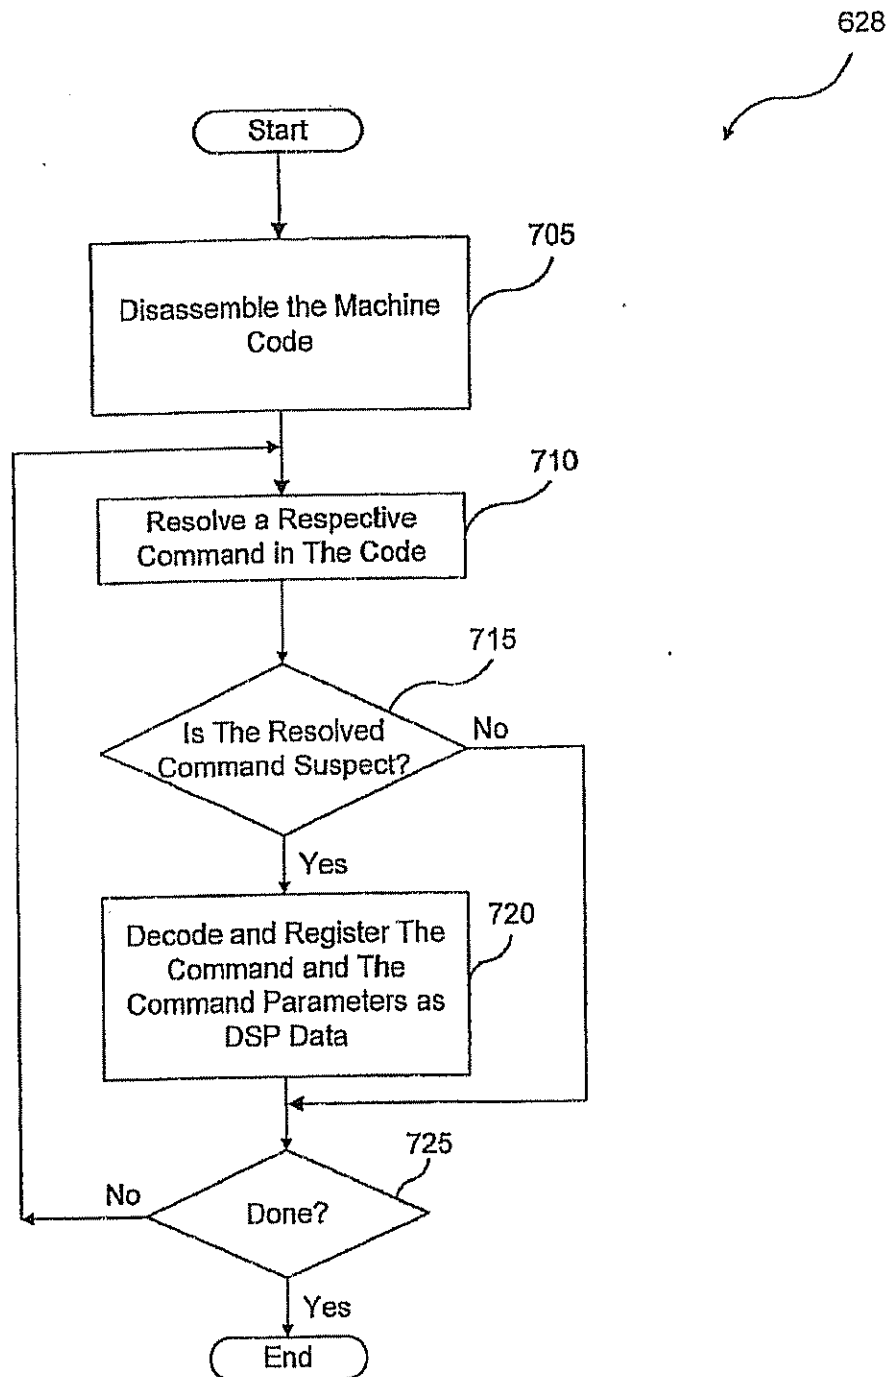 628
Start
705
Disassemble the Machine
Code
710
Resolve a Respective
Command in The Code
715
Is The Resolved
Command Suspect?
No
Yes
720
Decode and Register The
Command and The
Command Parameters as
DSP Data
725
No
Done?
Yes
End